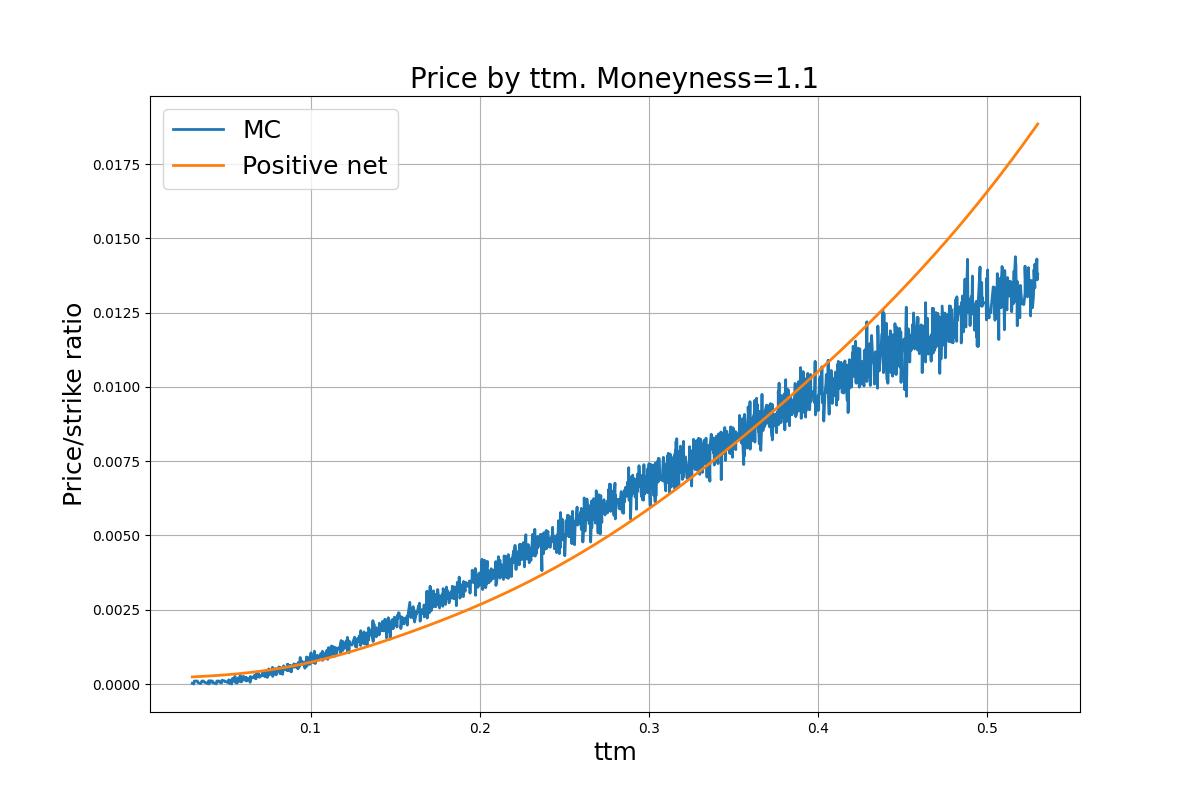 Price by ttm. Moneyness=1.1
MC
Positive net
Price/strike ratio
0.0175
0.0150
0.0125
0.0100
0.0075
0.0050
0.0025
0.0000
0.1 0.2 0.3 0.4 0.5
ttm